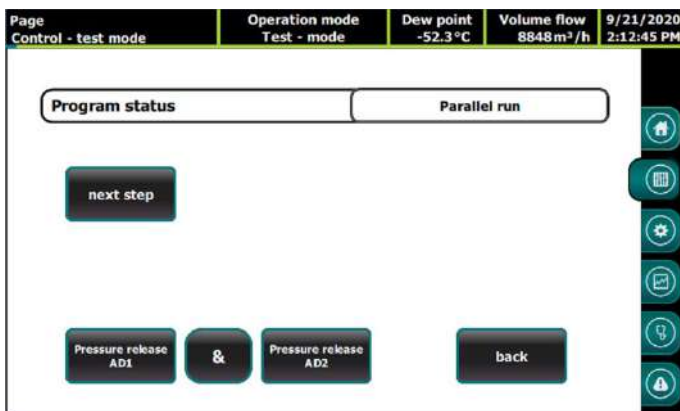 Page
Control - test mode
Operation mode
Test - mode
Dew point
-52.3°C
Volume flow
8848m³/h
9/21/2020
2:12:45 PM
Program status
Parallel run
next step
Pressure release
AD1
&
Pressure release
AD2
back